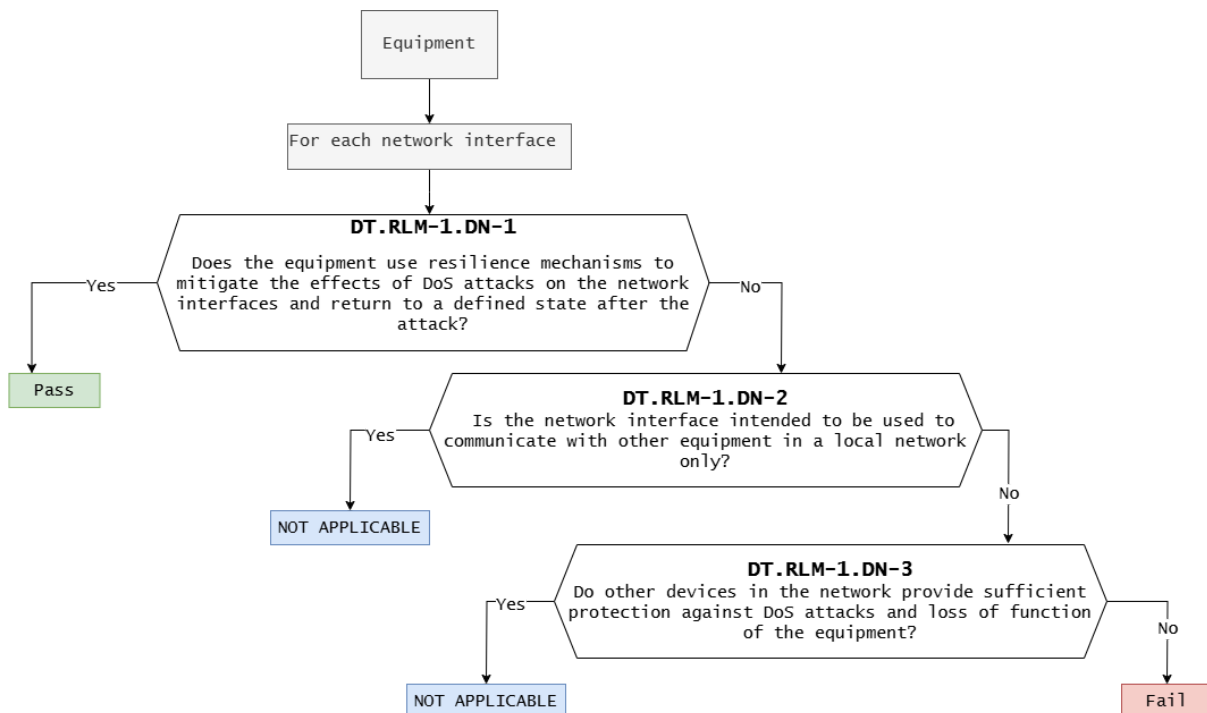 Equipment
For each network interface
DT.RLM-1.DN-1
Does the equipment use resilience mechanisms to
mitigate the effects of DoS attacks on the network
interfaces and return to a defined state after the
attack?
Yes
No
Pass
DT.RLM-1.DN-2
Is the network interface intended to be used to
communicate with other equipment in a local network
only?
Yes
No
NOT APPLICABLE
DT.RLM-1.DN-3
Do other devices in the network provide sufficient
protection against DoS attacks and loss of function
of the equipment?
Yes
No
NOT APPLICABLE
Fail